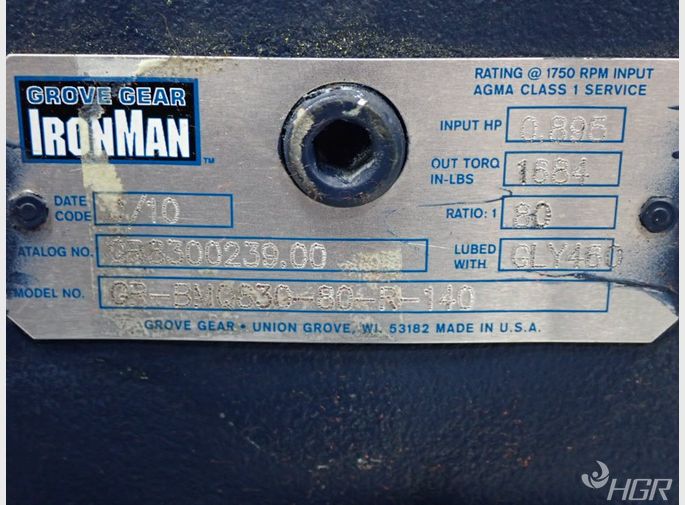 GROVE GEAR
IRONMAN
™
RATING @ 1750 RPM INPUT
AGMA CLASS 1 SERVICE
INPUT HP 0.895
OUT TORQ
IN-LBS 1684
DATE
CODE /10
RATIO: 1 80
ATALOG NO.
LUBED
WITH GLY460
MODEL NO. GR-BMQ830-80-R-140
GROVE GEAR • UNION GROVE, WI. 53182 MADE IN U.S.A.
HGR